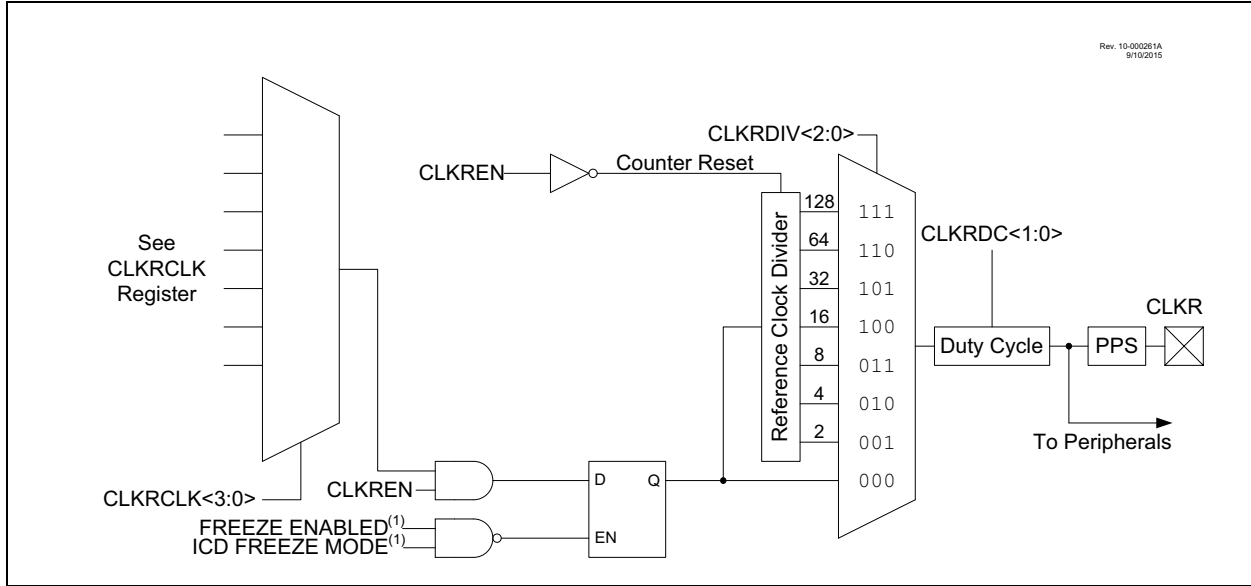 Rev. 10-000261A
9/10/2015
CLKRDIV<2:0>
CLKREN
Counter Reset
See
CLKRCLK
Register
Reference Clock Divider
128
64
32
16
8
4
2
111
110
101
100
011
010
001
000
CLKRDC<1:0>
Duty Cycle
PPS
CLKR
To Peripherals
CLKRCLK<3:0>
CLKREN
FREEZE ENABLED(1)
ICD FREEZE MODE(1)
D
Q
EN